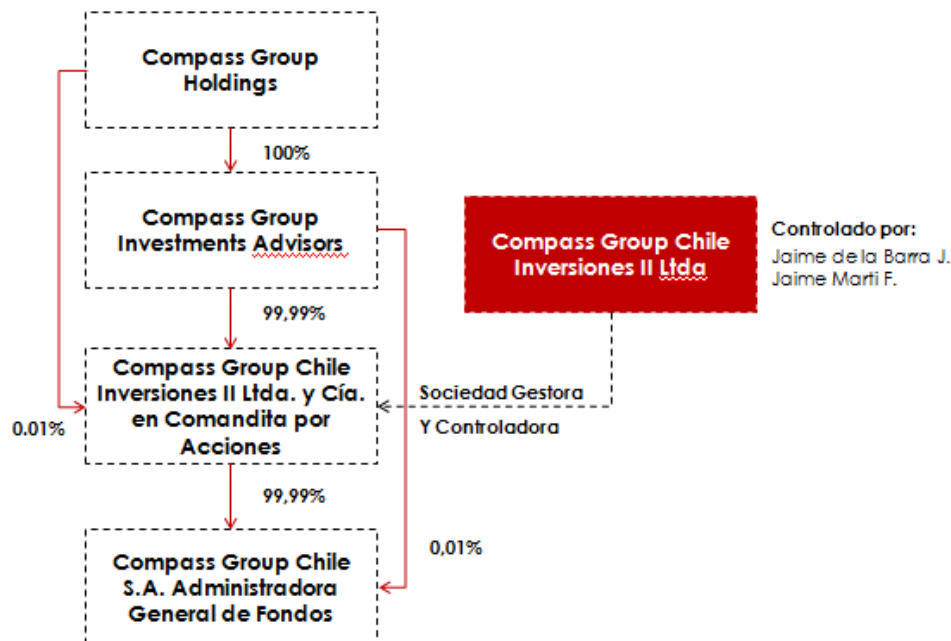 Compass Group
Holdings
100%
Compass Group
Investments Advisors
99,99%
Compass Group Chile
Inversiones II Ltda
Controlado por:
Jaime de la Barra J.
Jaime Marti F.
Compass Group Chile
Inversiones II Ltda. y Cía.
en Comandita por
Acciones
0.01%
Sociedad Gestora
Y Controladora
99,99%
0,01%
Compass Group Chile
S.A. Administradora
General de Fondos